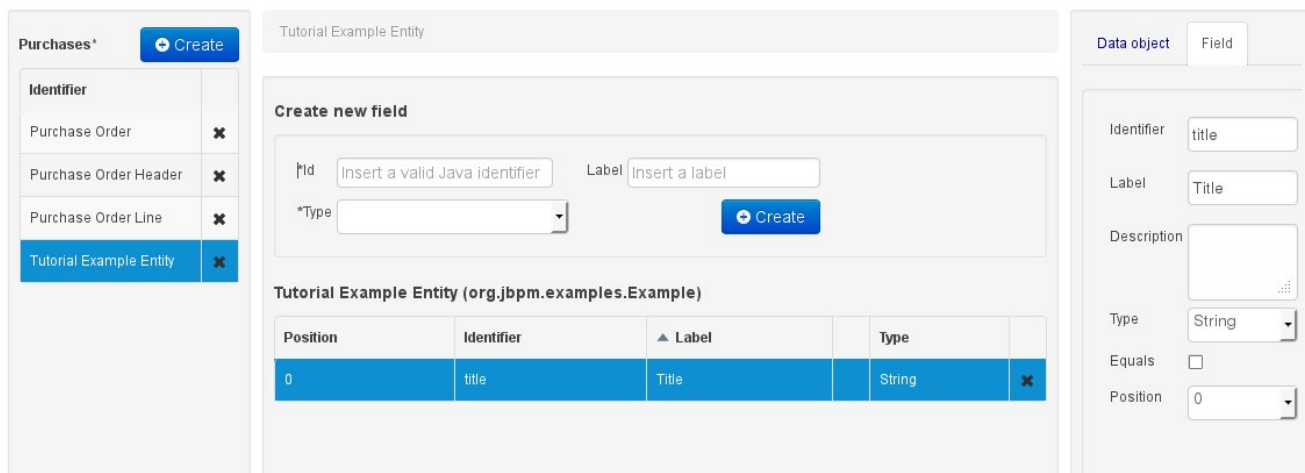 Purchases*
Create
Identifier
Purchase Order
Purchase Order Header
Purchase Order Line
Tutorial Example Entity
Tutorial Example Entity
Create new field
*Id Insert a valid Java identifier Label Insert a label
*Type
Create
Tutorial Example Entity (org.jbpm.examples.Example)
Position Identifier Label Type
0 title Title String
Data object Field
Identifier title
Label Title
Description
Type String
Equals
Position 0